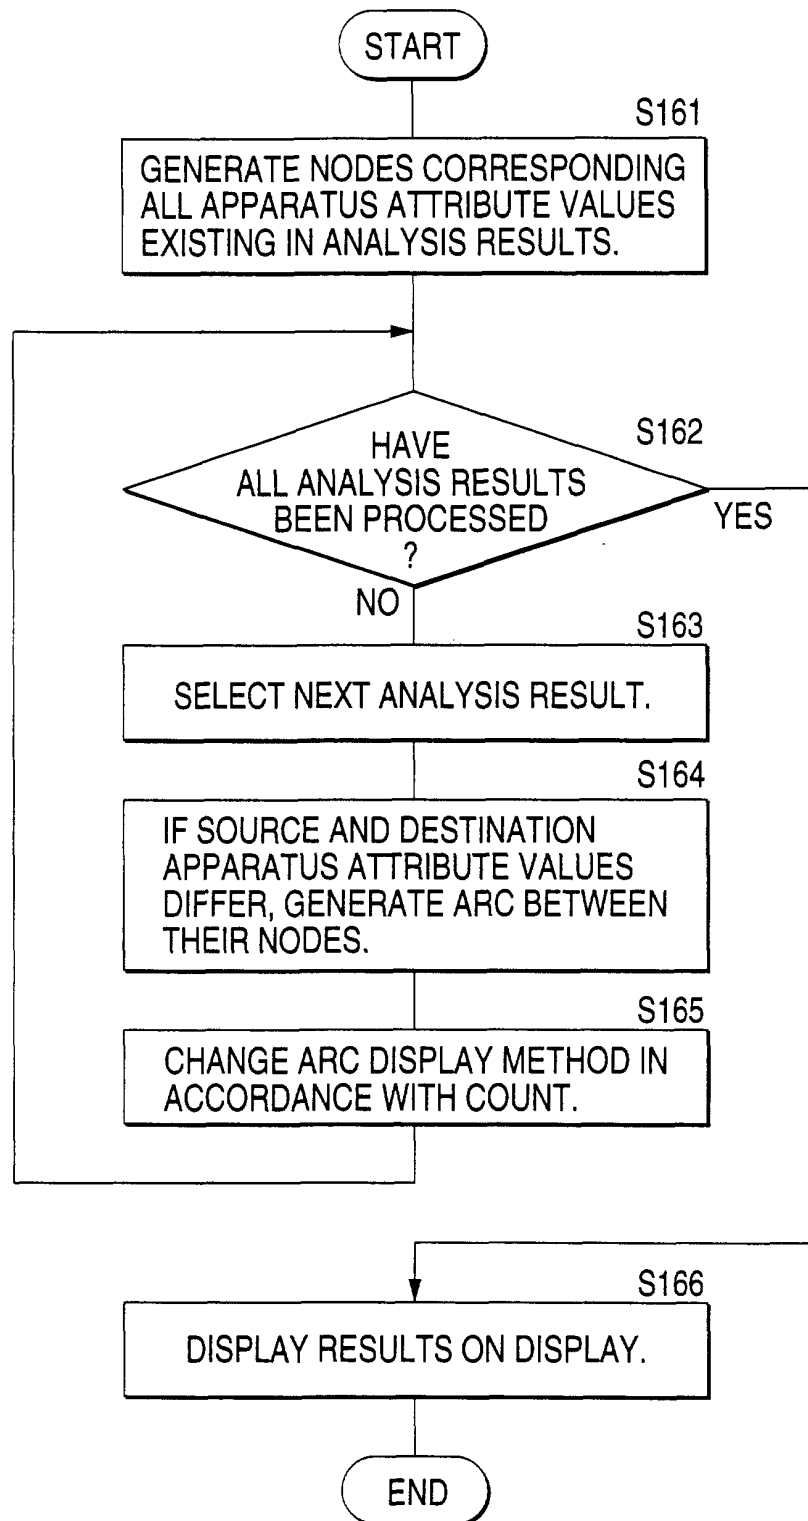 START
S161
GENERATE NODES CORRESPONDING
ALL APPARATUS ATTRIBUTE VALUES
EXISTING IN ANALYSIS RESULTS.
S162
HAVE
ALL ANALYSIS RESULTS
BEEN PROCESSED
?
YES
NO
S163
SELECT NEXT ANALYSIS RESULT.
S164
IF SOURCE AND DESTINATION
APPARATUS ATTRIBUTE VALUES
DIFFER, GENERATE ARC BETWEEN
THEIR NODES.
S165
CHANGE ARC DISPLAY METHOD IN
ACCORDANCE WITH COUNT.
S166
DISPLAY RESULTS ON DISPLAY.
END